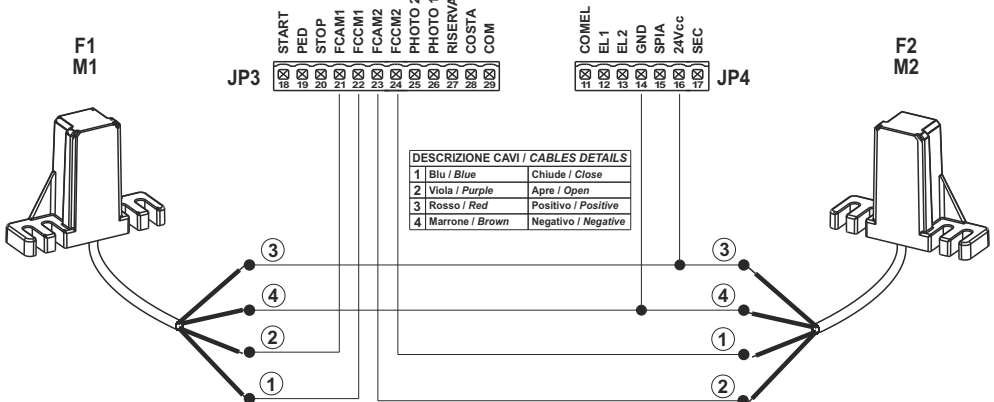 F1
M1
START
PED
STOP
FCAM1
FCCM1
FCAM2
FCCM2
PHOTO 2
PHOTO 1
RISERVA
COSTA
COM
JP3
18 19 20 21 22 23 24 25 26 27 28 29
COMEL
EL1
EL2
GND
SPIA
24Vcc
SEC
11 12 13 14 15 16 17
JP4
F2
M2
DESCRIZIONE CAVI / CABLES DETAILS
1 Blu / Blue Chiude / Close
2 Viola / Purple Apre / Open
3 Rosso / Red Positivo / Positive
4 Marrone / Brown Negativo / Negative
3
4
2
1
3
4
1
2